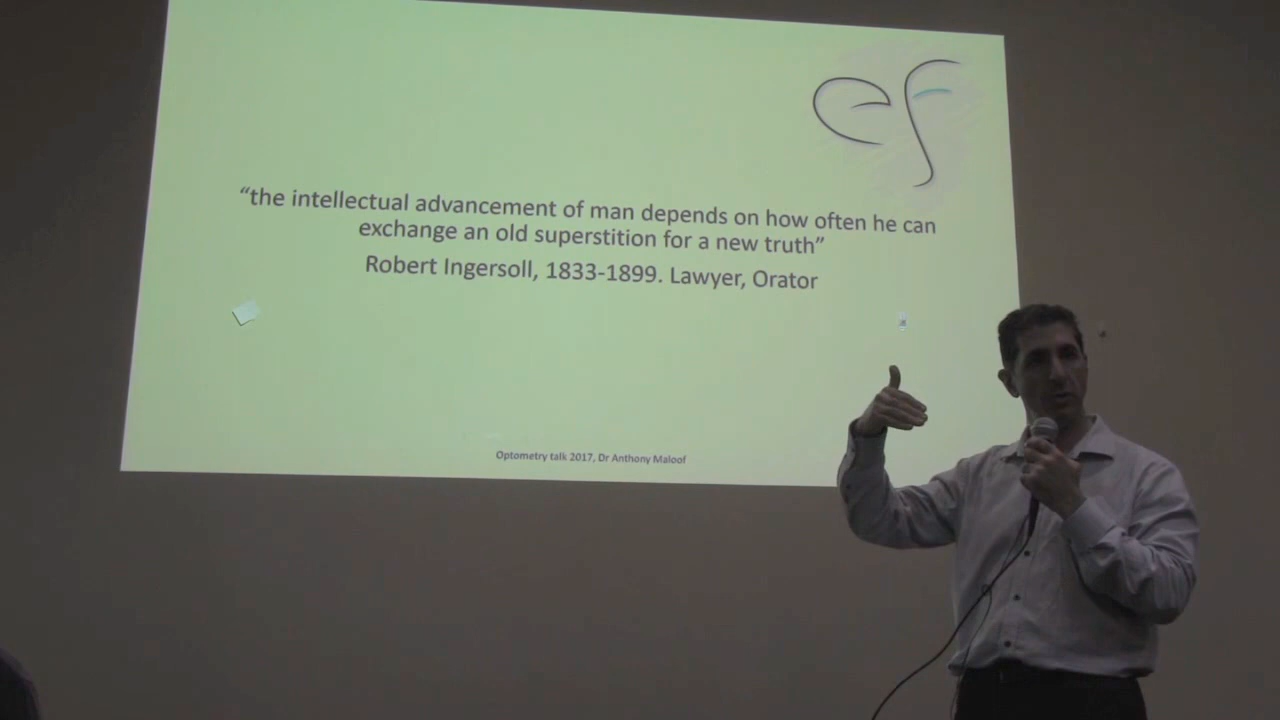 ef
“the intellectual advancement of man depends on how often he can
exchange an old superstition for a new truth”
Robert Ingersoll, 1833-1899. Lawyer, Orator
Optometry talk 2017, Dr Anthony Maloof